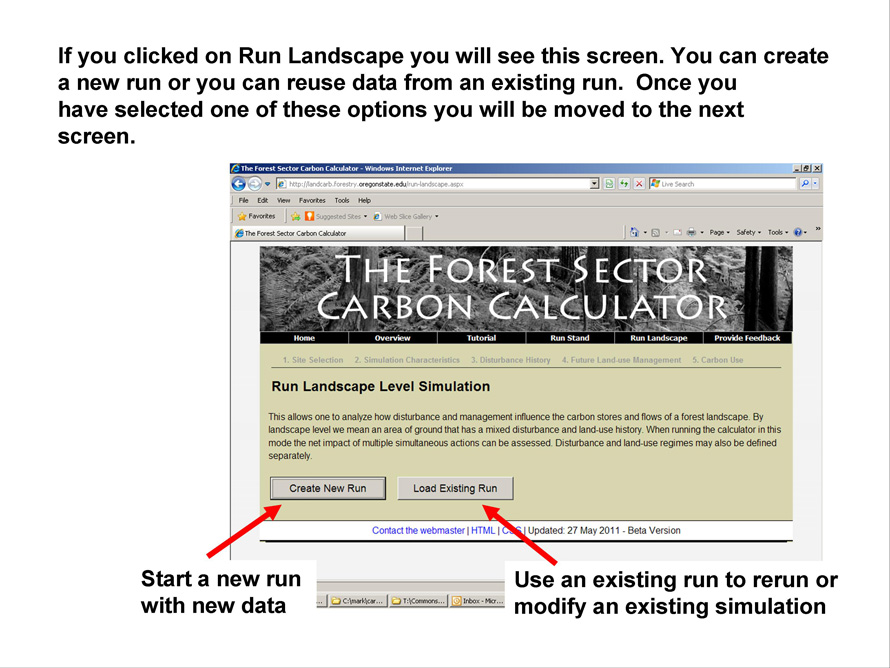 If you clicked on Run Landscape you will see this screen. You can create
a new run or you can reuse data from an existing run.  Once you
have selected one of these options you will be moved to the next
screen.
The Forest Sector Carbon Calculator - Windows Internet Explorer
http://landcarb.forestry.oregonstate.edu/run-landscape.aspx
Live Search
File Edit View Favorites Tools Help
Favorites Suggested Sites Web Slice Gallery
The Forest Sector Carbon Calculator Page Safety Tools »
THE FOREST SECTOR
CARBON CALCULATOR
Home Overview Tutorial Run Stand Run Landscape Provide Feedback
1. Site Selection 2. Simulation Characteristics 3. Disturbance History 4. Future Land-use Management 5. Carbon Use
Run Landscape Level Simulation
This allows one to analyze how disturbance and management influence the carbon stores and flows of a forest landscape. By
landscape level we mean an area of ground that has a mixed disturbance and land-use history. When running the calculator in this
mode the net impact of multiple simultaneous actions can be assessed. Disturbance and land-use regimes may also be defined
separately.
Create New Run Load Existing Run
Contact the webmaster | HTML | CSS | Updated: 27 May 2011 - Beta Version
Start a new run
with new data
Use an existing run to rerun or
modify an existing simulation
... C:\mark\car... T:\Commons... Inbox - Micr...